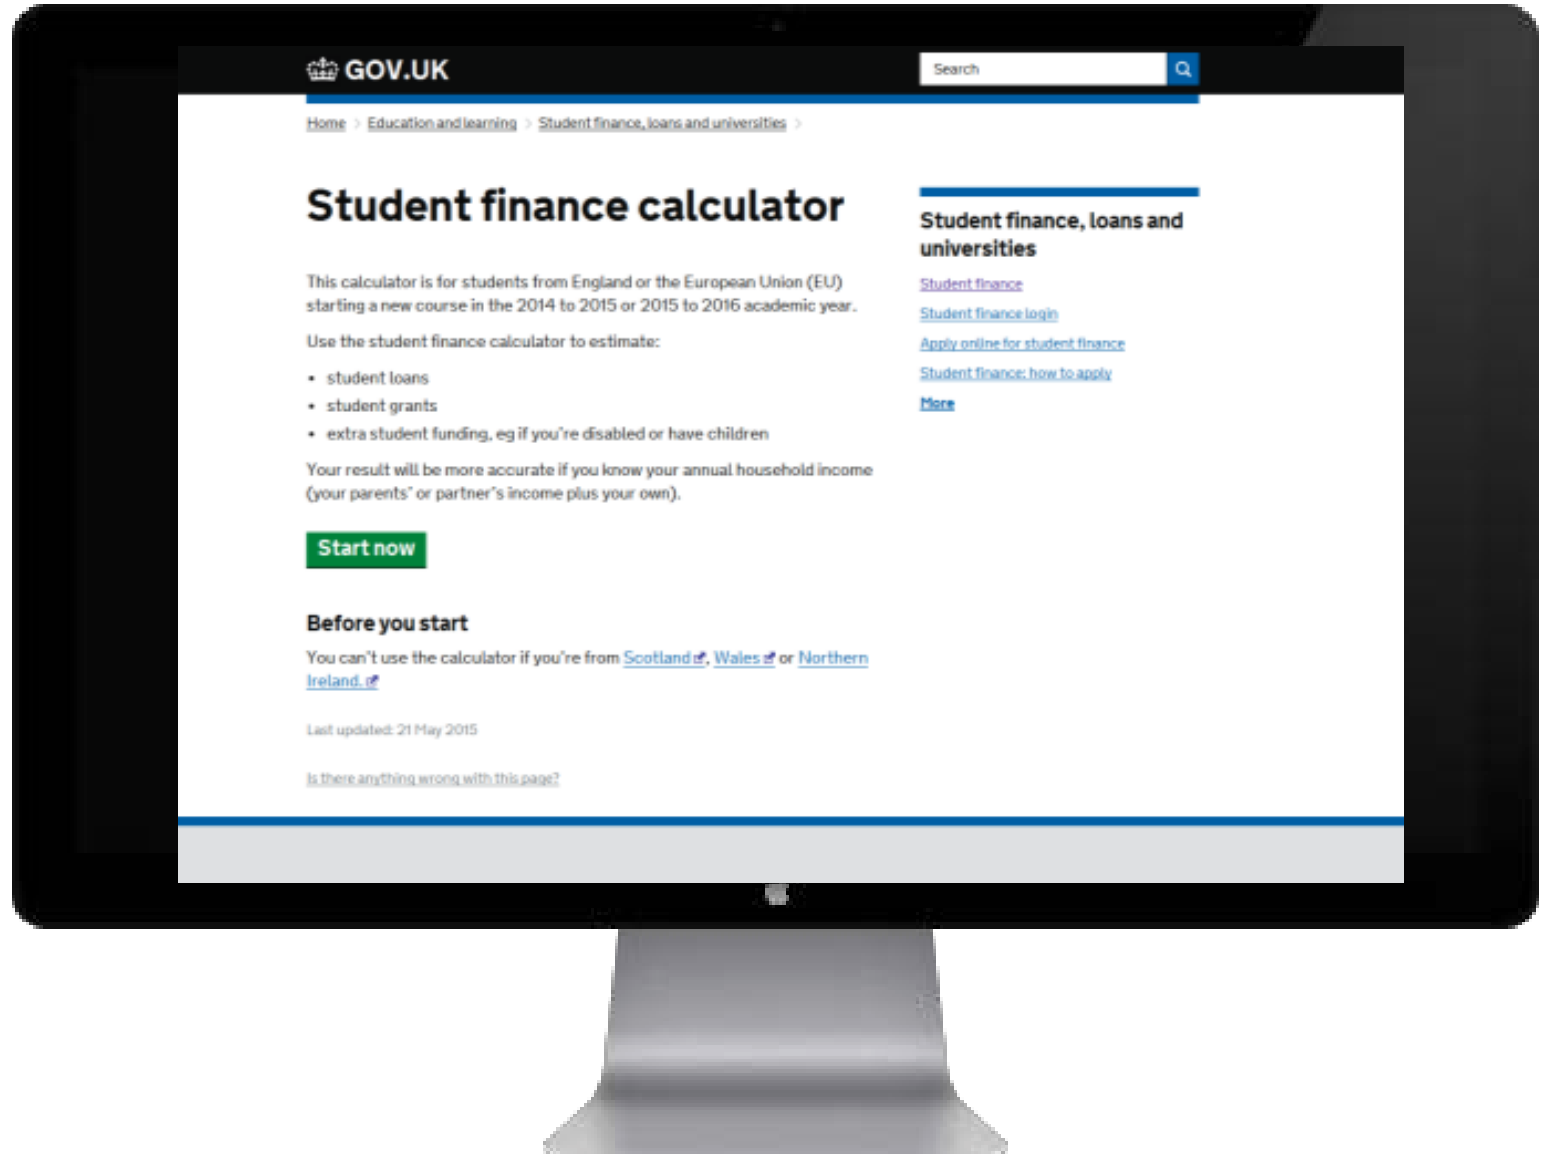 GOV.UK
Search
Home > Education and learning > Student finance, loans and universities >
Student finance calculator
This calculator is for students from England or the European Union (EU)
starting a new course in the 2014 to 2015 or 2015 to 2016 academic year.
Use the student finance calculator to estimate:
• student loans
• student grants
• extra student funding, eg if you're disabled or have children
Your result will be more accurate if you know your annual household income
(your parents' or partner's income plus your own).
Start now
Before you start
You can't use the calculator if you're from Scotland, Wales or Northern
Ireland.
Last updated: 21 May 2015
Is there anything wrong with this page?
Student finance, loans and
universities
Student finance
Student finance login
Apply online for student finance
Student finance: how to apply
More